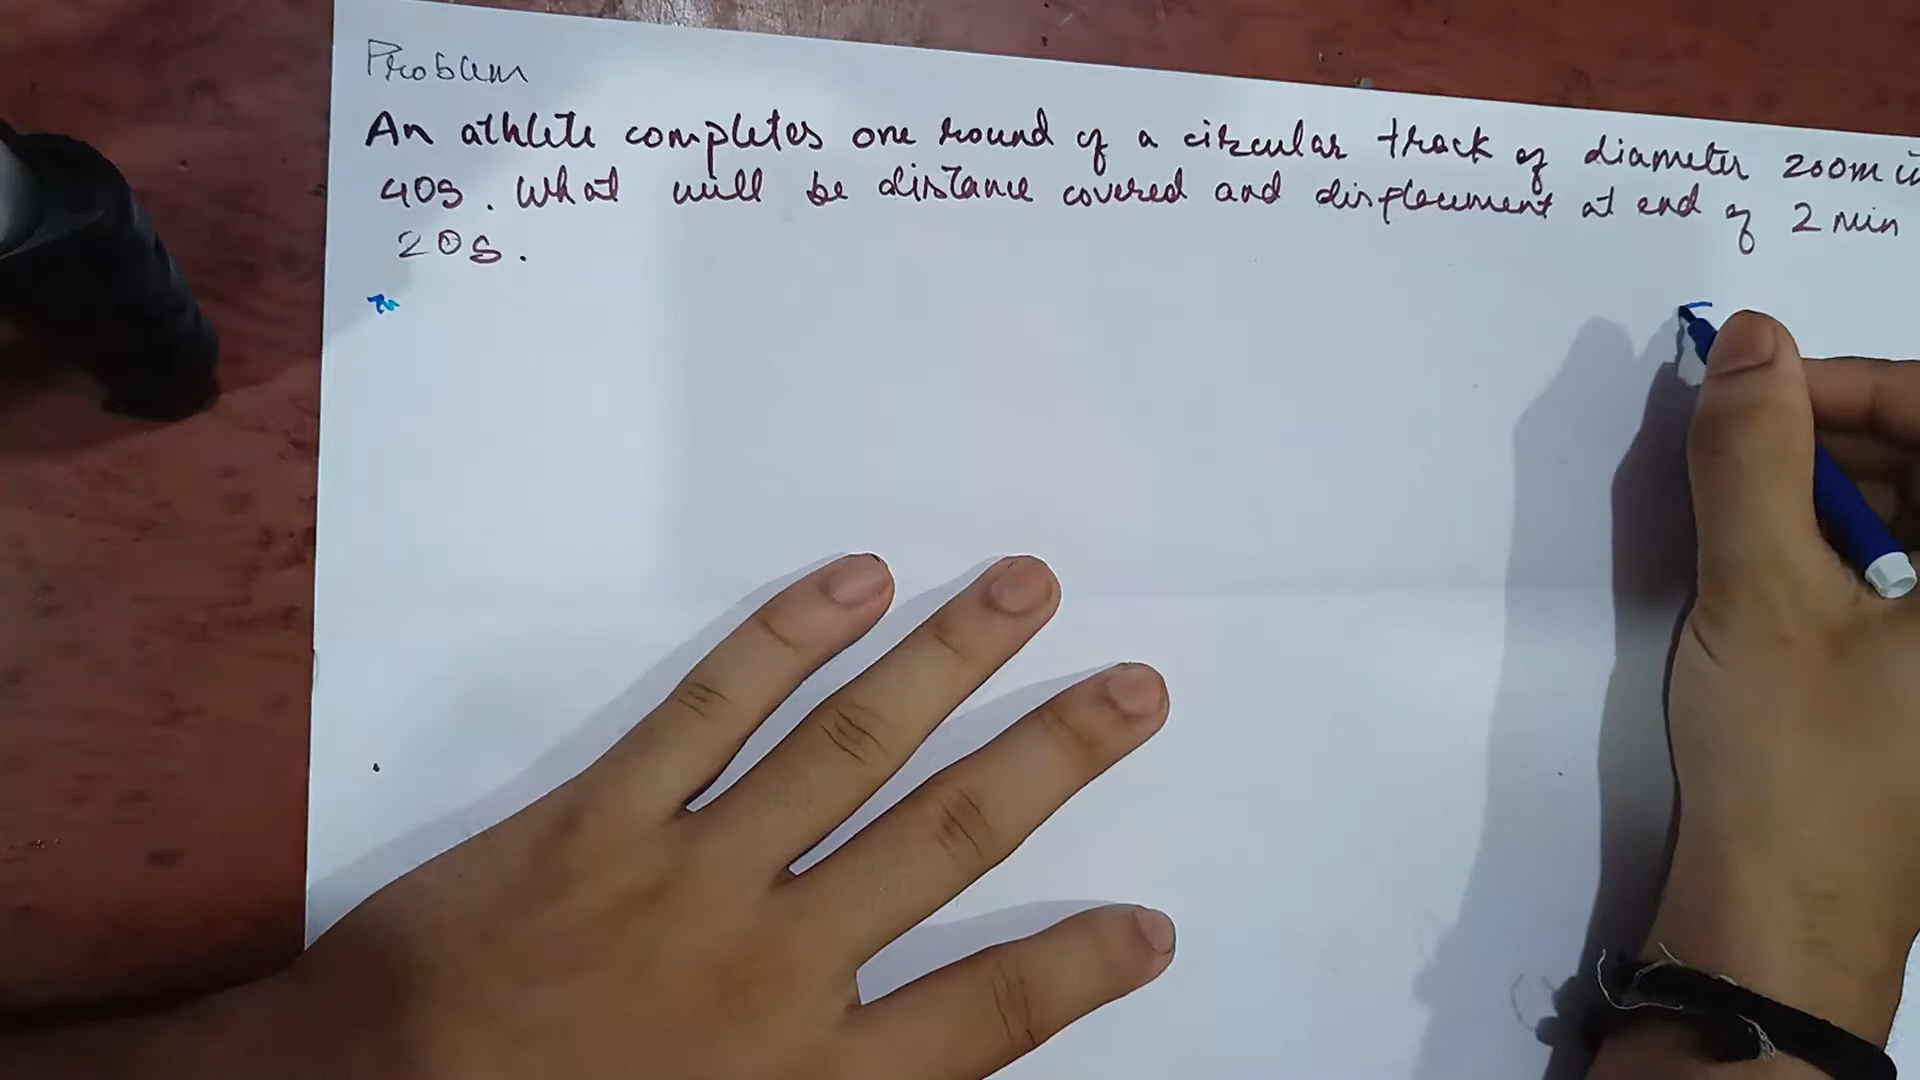 Problem
An athlete completes one round of a circular track of diameter 200m in
40s. What will be distance covered and displacement at end of 2 min
20s.